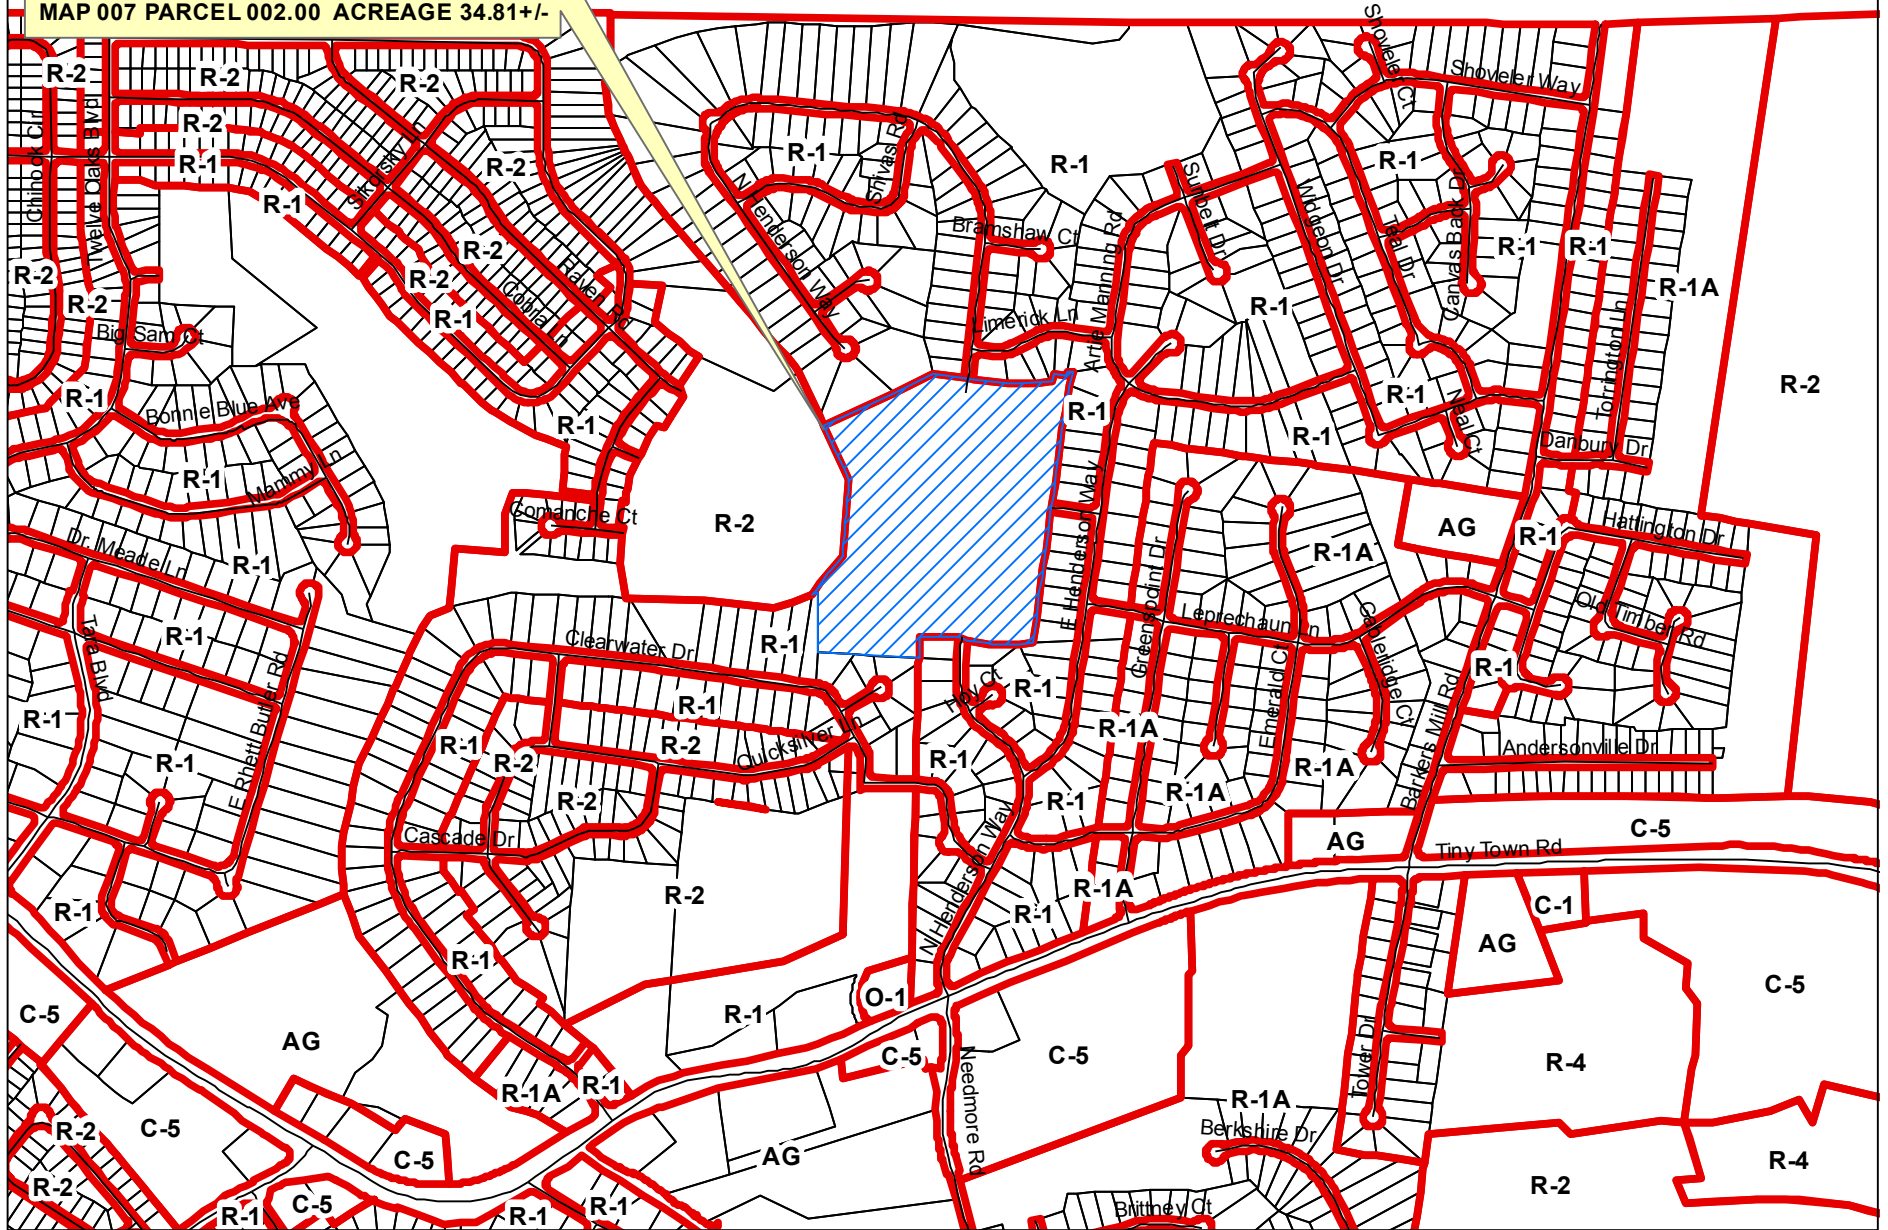 MAP 007 PARCEL 002.00 ACREAGE 34.81+/-
Shoveler Ct
Shoveler Way
R-2
R-2
R-2
R-2
R-1
R-2
R-1
Chinook Cir
Twelve Oaks Blvd
Sikorsky Ln
R-1
Shivas Rd
N Henderson Way
R-1
Sunbet Dr
Widgeon Dr
R-1
Teal Dr
Canvas Back Dr
R-1
R-1
R-1A
Torrington Ln
R-2
R-2
R-2
Big Sam Ct
R-2
R-2
R-1
Raven Rd
Cobra Ln
Bramshaw Ct
Limerick Ln
Artie Manning Rd
R-1
R-1
Neal Ct
Danbury Dr
R-2
R-1
Bonnie Blue Ave
R-1
Mammy Ln
R-1
Comanche Ct
R-2
R-1
R-1
E Henderson Way
Greenspoint Dr
R-1A
AG
R-1
Hattington Dr
Dr. Meade Ln
R-1
Tara Blvd
R-1
E Rhett Butler Rd
Clearwater Dr
R-1
Leprechaun Ln
Gableridge Ct
Old Timber Rd
R-1
R-1
R-1
R-1
R-2
R-1
R-2
Quicksilver Ln
Hoy Ct
R-1
R-1
R-1A
Emerald Ct
R-1A
Barkers Mill Rd
Andersonville Dr
R-2
Cascade Dr
R-1
R-1A
N Henderson Way
AG
C-5
Tiny Town Rd
R-1
R-2
R-1A
R-1
C-1
AG
R-1
C-5
AG
R-1
O-1
C-5
C-5
Needmore Rd
C-5
Tower Dr
R-4
R-1A
R-1
R-1A
Berkshire Dr
R-2
C-5
C-5
AG
R-4
R-2
R-2
R-1
C-5
R-1
R-1
Brittney Ct